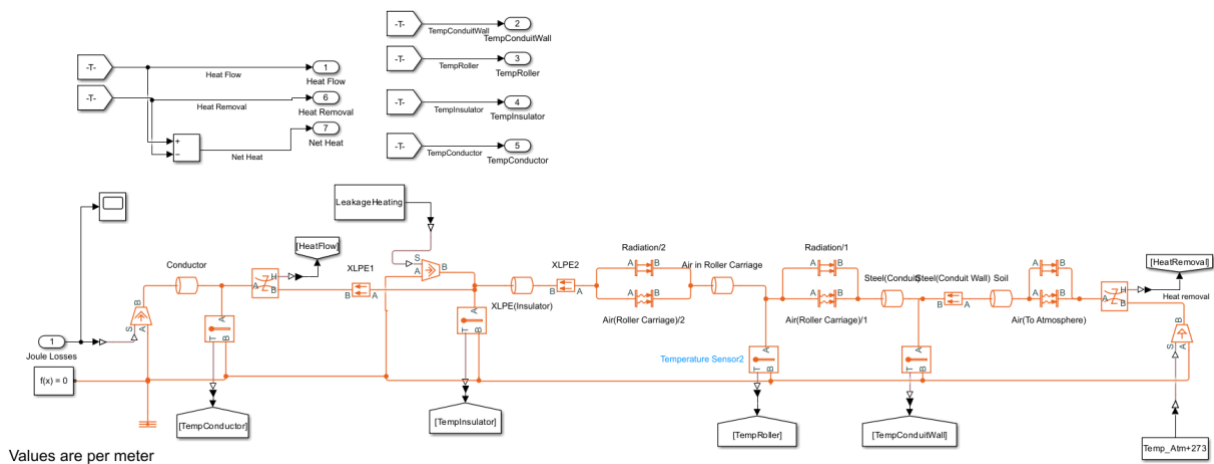 -T-
2
TempConduitWall
TempConduitWall
-T-
1
Heat Flow
Heat Flow
-T-
3
TempRoller
TempRoller
-T-
6
Heat Removal
Heat Removal
-T-
4
TempInsulator
TempInsulator
+
−
7
Net Heat
Net Heat
-T-
5
TempConductor
TempConductor
LeakageHeating
[HeatFlow]
Conductor
XLPE1
XLPE2
Radiation/2
Air in Roller Carriage
Radiation/1
Steel(Conduit
Steel(Conduit Wall)
Soil
[HeatRemoval]
Heat removal
S
A
B
A
H
B
B
A
S
A
B
B
A
A
B
A
B
A
B
A
B
B
A
A
B
A
B
A
H
B
XLPE(Insulator)
Air(Roller Carriage)/2
Air(Roller Carriage)/1
Air(To Atmosphere)
1
Joule Losses
A
T
B
A
T
B
Temperature Sensor2
A
T
B
A
T
B
B
S
A
f(x) = 0
[TempConductor]
[TempInsulator]
[TempRoller]
[TempConduitWall]
Temp_Atm+273
Values are per meter